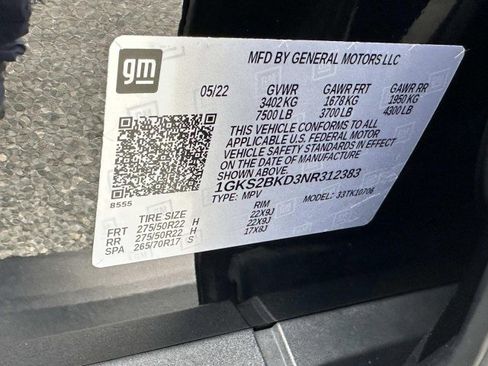 gm
MFD BY GENERAL MOTORS LLC
05/22 GVWR GAWR FRT GAWR RR
3402 KG 1678 KG 1950 KG
7500 LB 3700 LB 4300 LB
THIS VEHICLE CONFORMS TO ALL
APPLICABLE U.S. FEDERAL MOTOR
VEHICLE SAFETY STANDARDS IN EFFECT
ON THE DATE OF MANUFACTURE
SHOWN ABOVE.
1GKS2BKD3NR312383
8555 TYPE: MPV MODEL: 33TK10706
TIRE SIZE RIM
FRT 275/50R22 H 22X9J
RR 275/50R22 H 22X9J
SPA 265/70R17 S 17X8J